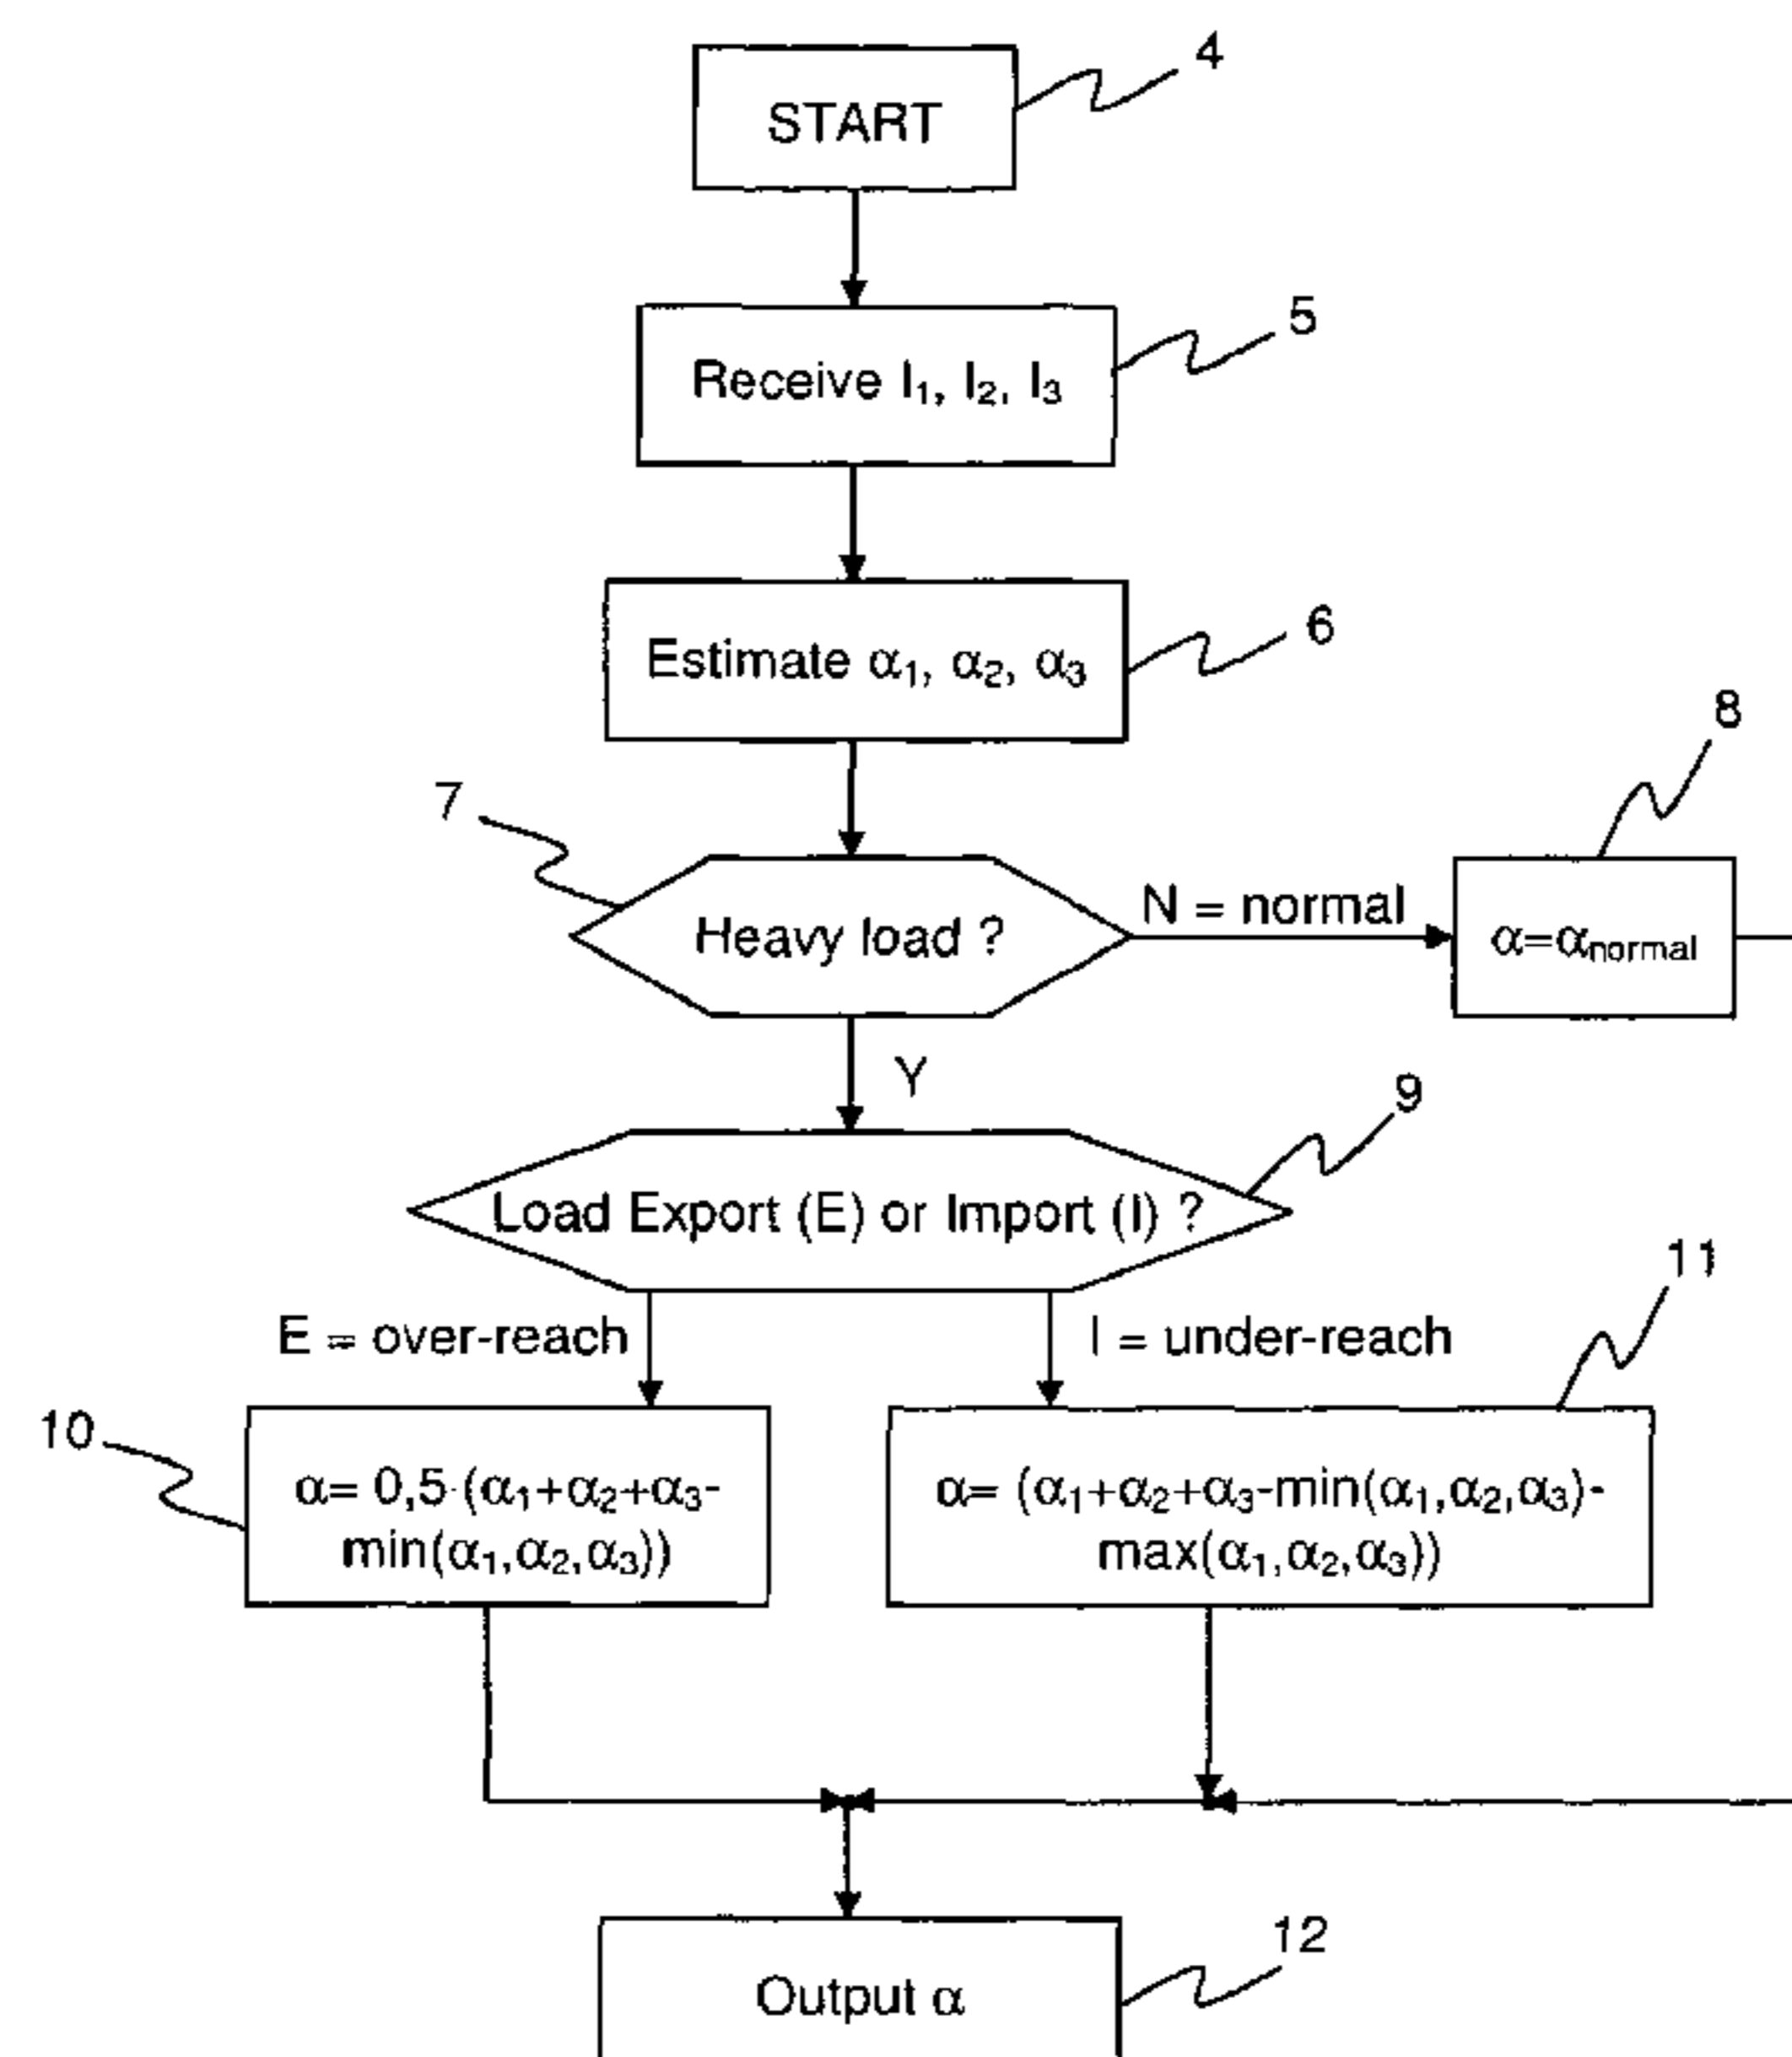 4
START
5
Receive I₁, I₂, I₃
6
Estimate α₁, α₂, α₃
7
Heavy load ?
N = normal
8
α=αnormal
Y
9
Load Export (E) or Import (I) ?
E = over-reach
I = under-reach
10
11
α= 0,5·(α₁+α₂+α₃-
min(α₁,α₂,α₃))
α= (α₁+α₂+α₃-min(α₁,α₂,α₃)-
max(α₁,α₂,α₃))
12
Output α